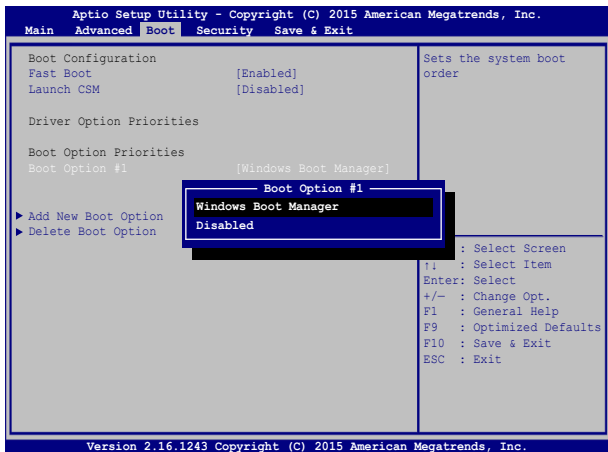 Aptio Setup Utility - Copyright (C) 2015 American Megatrends, Inc.
Main Advanced Boot Security Save & Exit
Boot Configuration
Fast Boot [Enabled]
Launch CSM [Disabled]
Driver Option Priorities
Boot Option Priorities
Boot Option #1 [Windows Boot Manager]
Boot Option #1
Windows Boot Manager
Disabled
▶ Add New Boot Option
▶ Delete Boot Option
Sets the system boot
order
: Select Screen
↑↓ : Select Item
Enter: Select
+/— : Change Opt.
F1 : General Help
F9 : Optimized Defaults
F10 : Save & Exit
ESC : Exit
Version 2.16.1243 Copyright (C) 2015 American Megatrends, Inc.